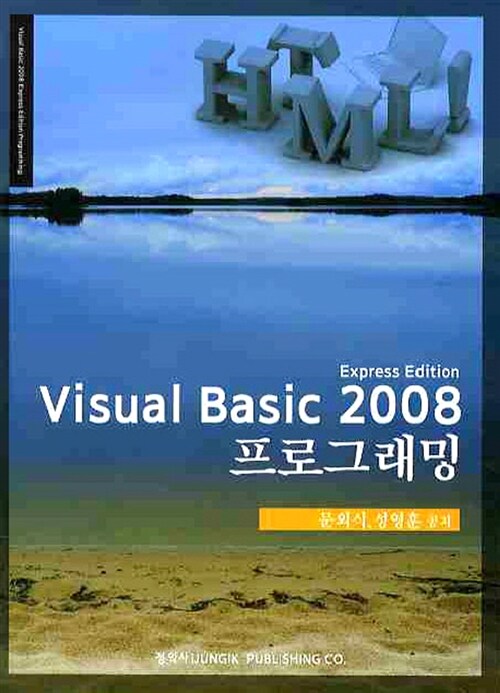 Visual Basic 2008 Express Edition Programming
HTML!
Express Edition
Visual Basic 2008
프로그래밍
문외식, 성영훈 공저
정익사 JUNGIK PUBLISHING CO.